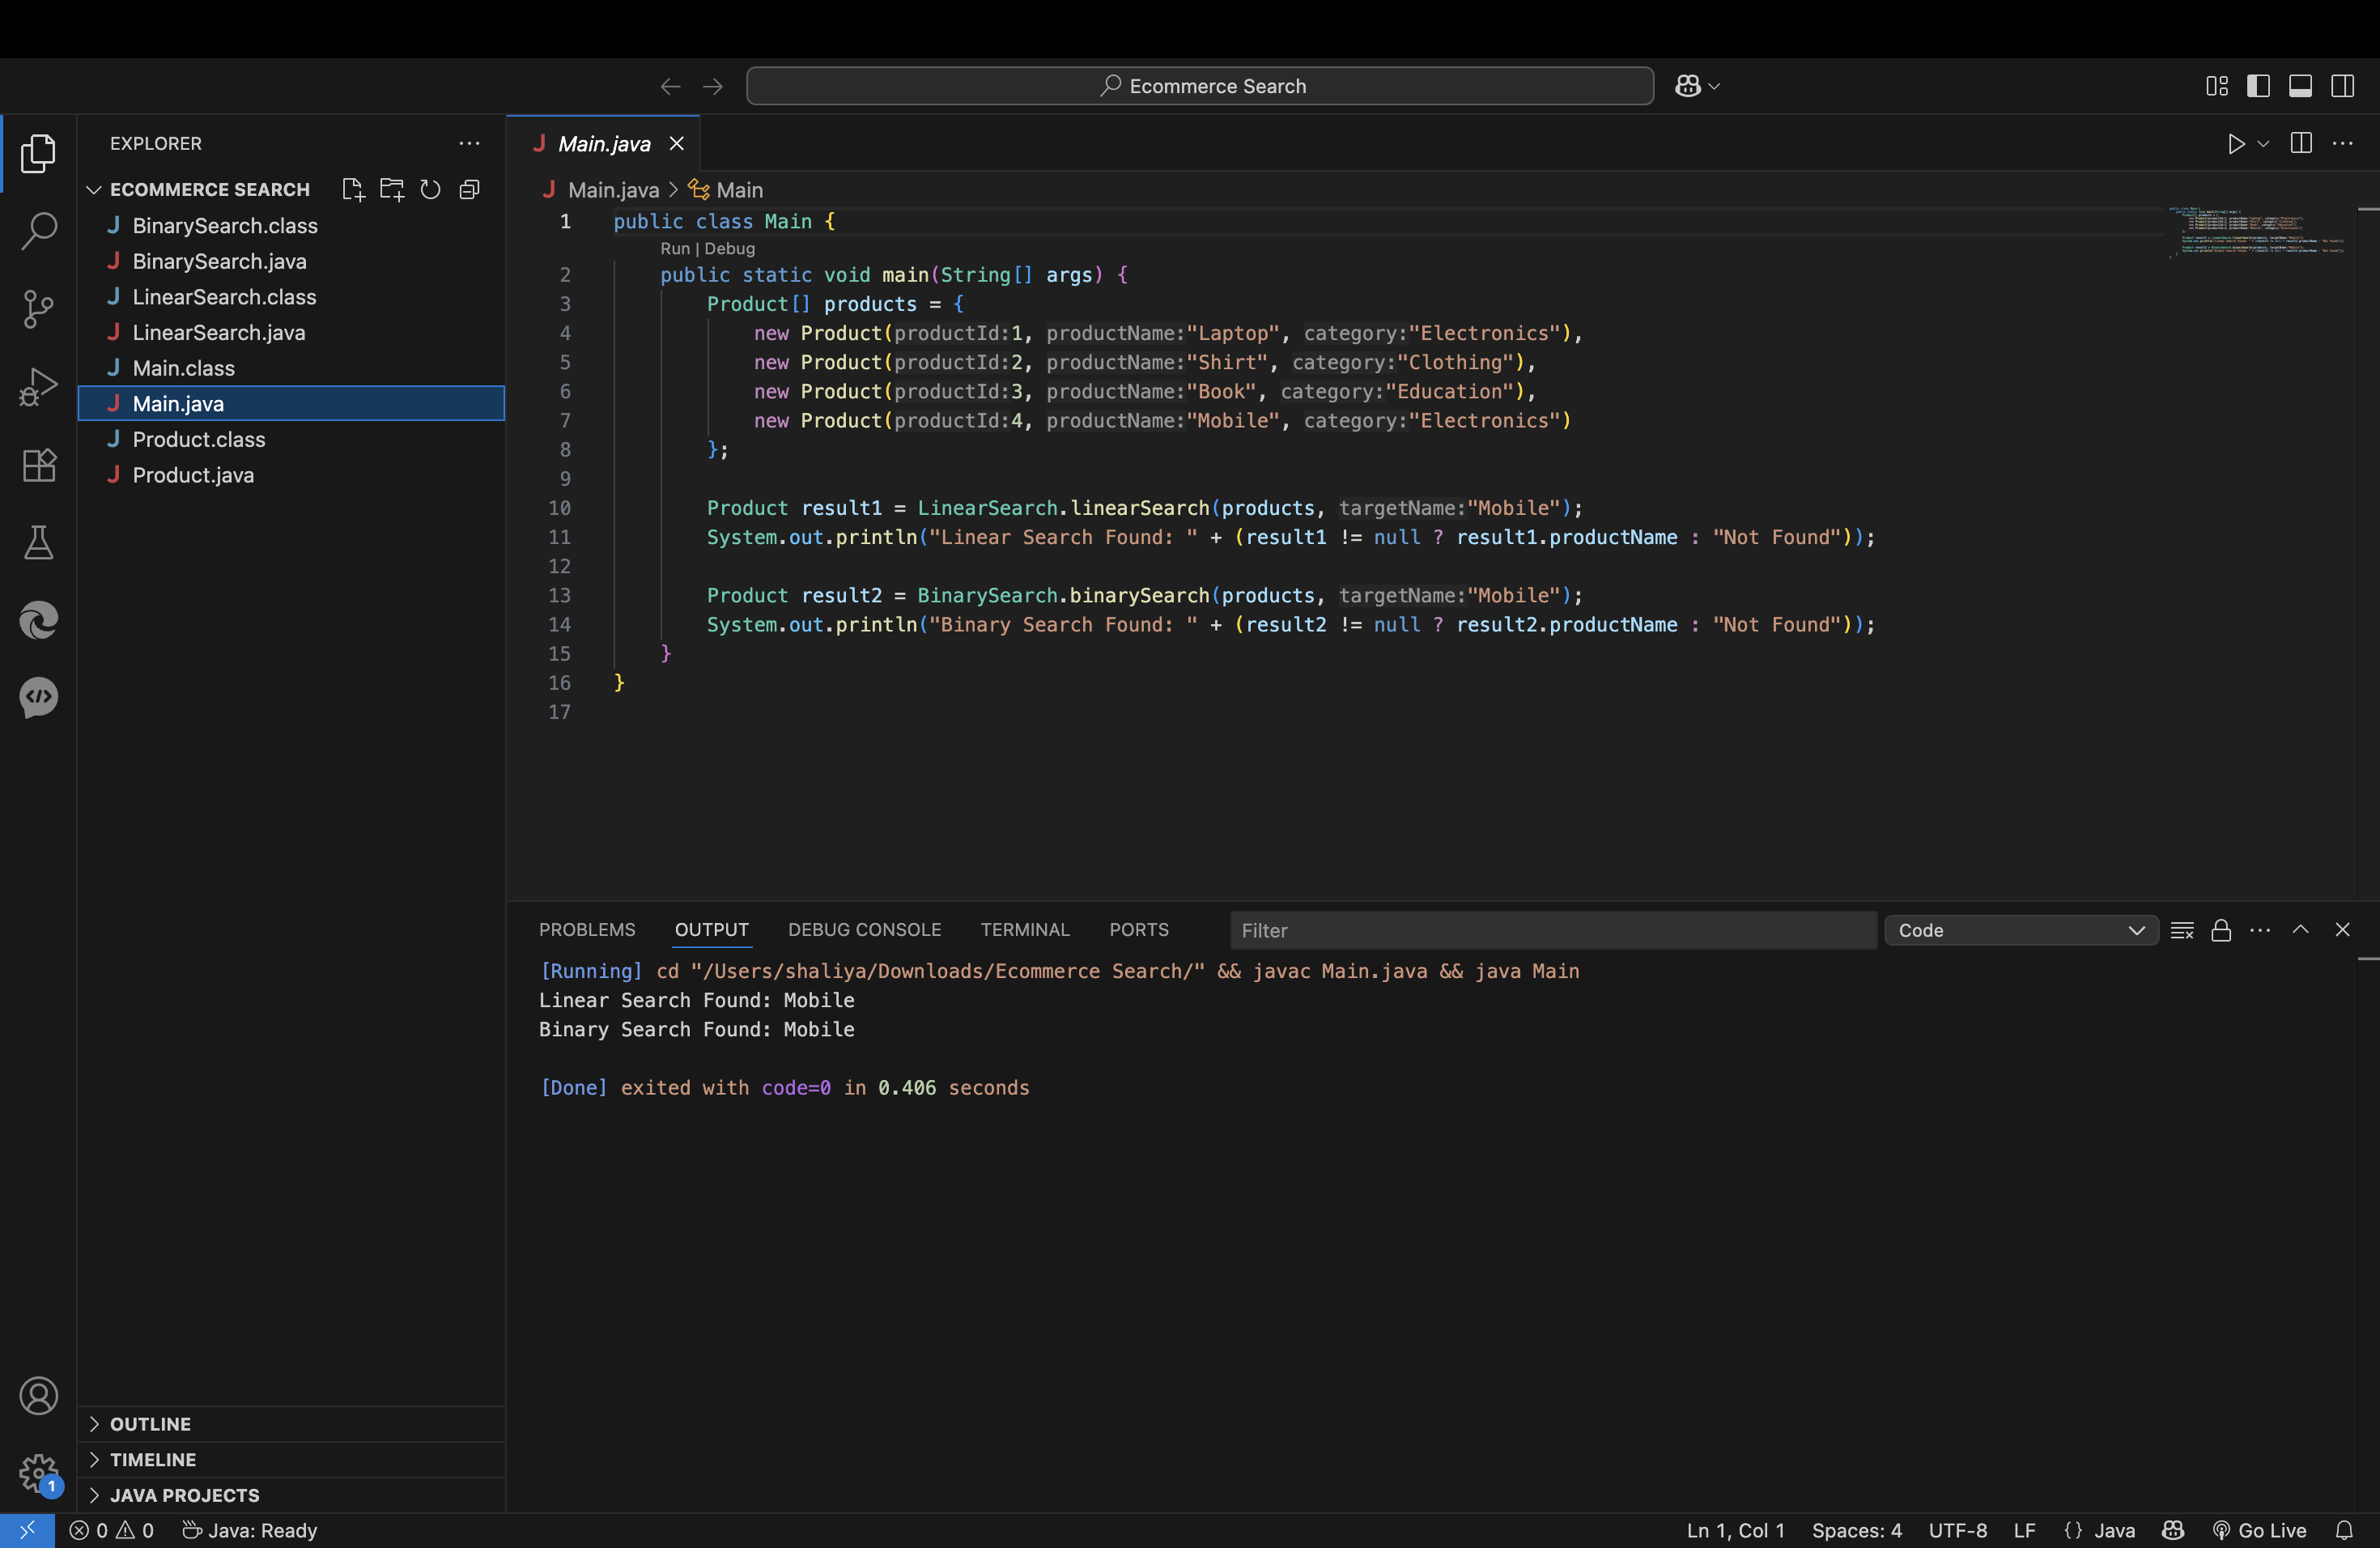 Ecommerce Search
EXPLORER
ECOMMERCE SEARCH
BinarySearch.class
BinarySearch.java
LinearSearch.class
LinearSearch.java
Main.class
Main.java
Product.class
Product.java
OUTLINE
TIMELINE
JAVA PROJECTS
Main.java
Main.java > Main
1 public class Main {
Run | Debug
2 public static void main(String[] args) {
3 Product[] products = {
4 new Product(productId:1, productName:"Laptop", category:"Electronics"),
5 new Product(productId:2, productName:"Shirt", category:"Clothing"),
6 new Product(productId:3, productName:"Book", category:"Education"),
7 new Product(productId:4, productName:"Mobile", category:"Electronics")
8 };
9
10 Product result1 = LinearSearch.linearSearch(products, targetName:"Mobile");
11 System.out.println("Linear Search Found: " + (result1 != null ? result1.productName : "Not Found"));
12
13 Product result2 = BinarySearch.binarySearch(products, targetName:"Mobile");
14 System.out.println("Binary Search Found: " + (result2 != null ? result2.productName : "Not Found"));
15 }
16 }
17
PROBLEMS OUTPUT DEBUG CONSOLE TERMINAL PORTS Filter Code
[Running] cd "/Users/shaliya/Downloads/Ecommerce Search/" && javac Main.java && java Main
Linear Search Found: Mobile
Binary Search Found: Mobile
[Done] exited with code=0 in 0.406 seconds
1
0 0 Java: Ready Ln 1, Col 1 Spaces: 4 UTF-8 LF {} Java Go Live